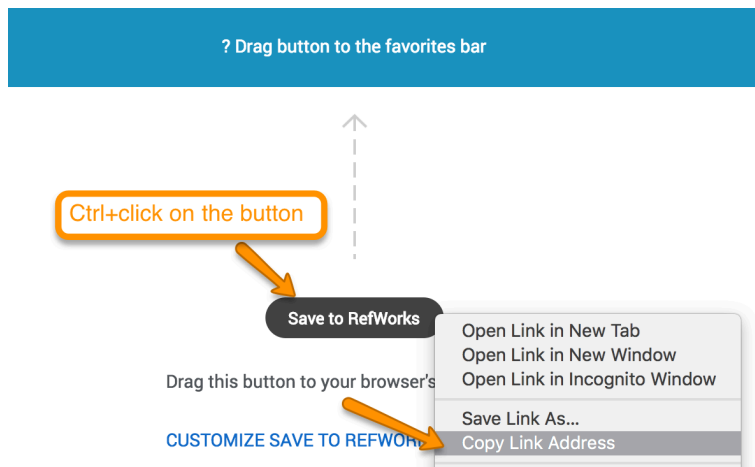 ? Drag button to the favorites bar
Ctrl+click on the button
Save to RefWorks
Open Link in New Tab
Open Link in New Window
Drag this button to your browser's
Open Link in Incognito Window
Save Link As...
CUSTOMIZE SAVE TO REFWOR
Copy Link Address